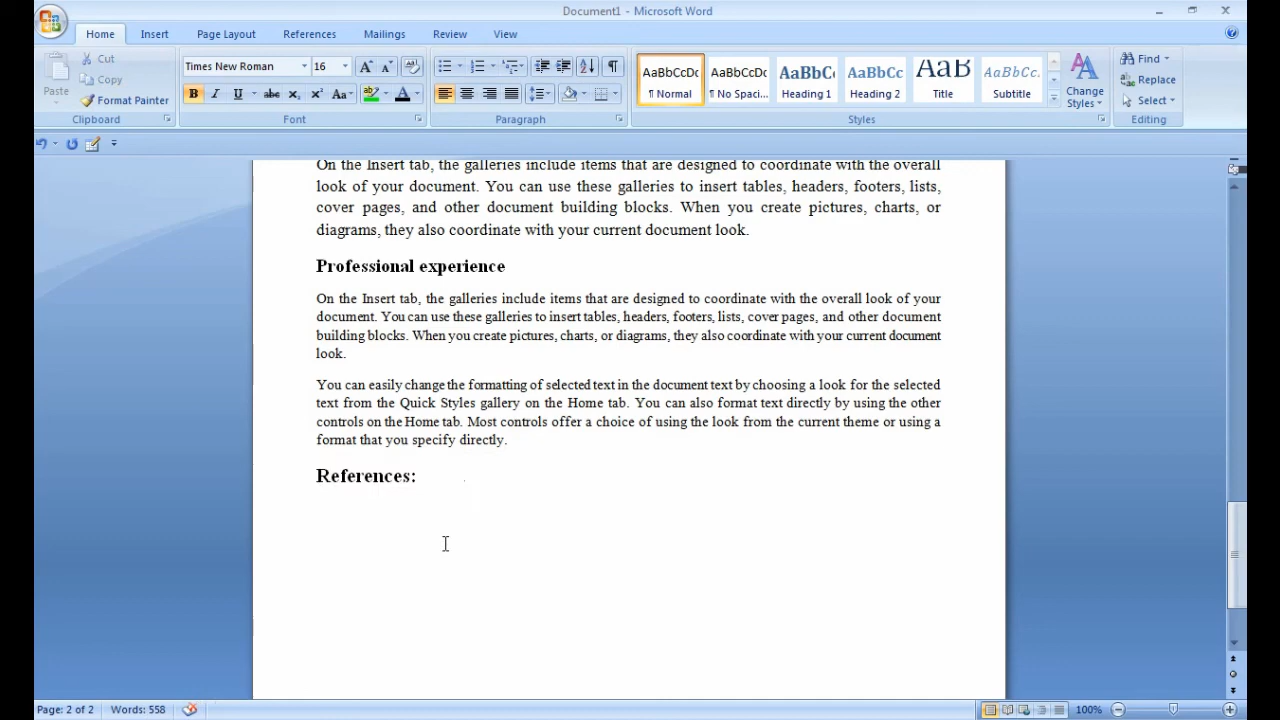 Document1 - Microsoft Word
Home Insert Page Layout References Mailings Review View
Paste
Cut
Copy
Format Painter
Clipboard
Times New Roman 16
B I U abc X₂ X² Aa
Font
Paragraph
AaBbCcDc AaBbCcDc AaBbC AaBbCc AaB AaBbCc.
¶ Normal ¶ No Spaci... Heading 1 Heading 2 Title Subtitle
Change Styles
Styles
Find
Replace
Select
Editing
On the Insert tab, the galleries include items that are designed to coordinate with the overall
look of your document. You can use these galleries to insert tables, headers, footers, lists,
cover pages, and other document building blocks. When you create pictures, charts, or
diagrams, they also coordinate with your current document look.
Professional experience
On the Insert tab, the galleries include items that are designed to coordinate with the overall look of your
document. You can use these galleries to insert tables, headers, footers, lists, cover pages, and other document
building blocks. When you create pictures, charts, or diagrams, they also coordinate with your current document
look.
You can easily change the formatting of selected text in the document text by choosing a look for the selected
text from the Quick Styles gallery on the Home tab. You can also format text directly by using the other
controls on the Home tab. Most controls offer a choice of using the look from the current theme or using a
format that you specify directly.
References:
Page: 2 of 2 Words: 558 100%